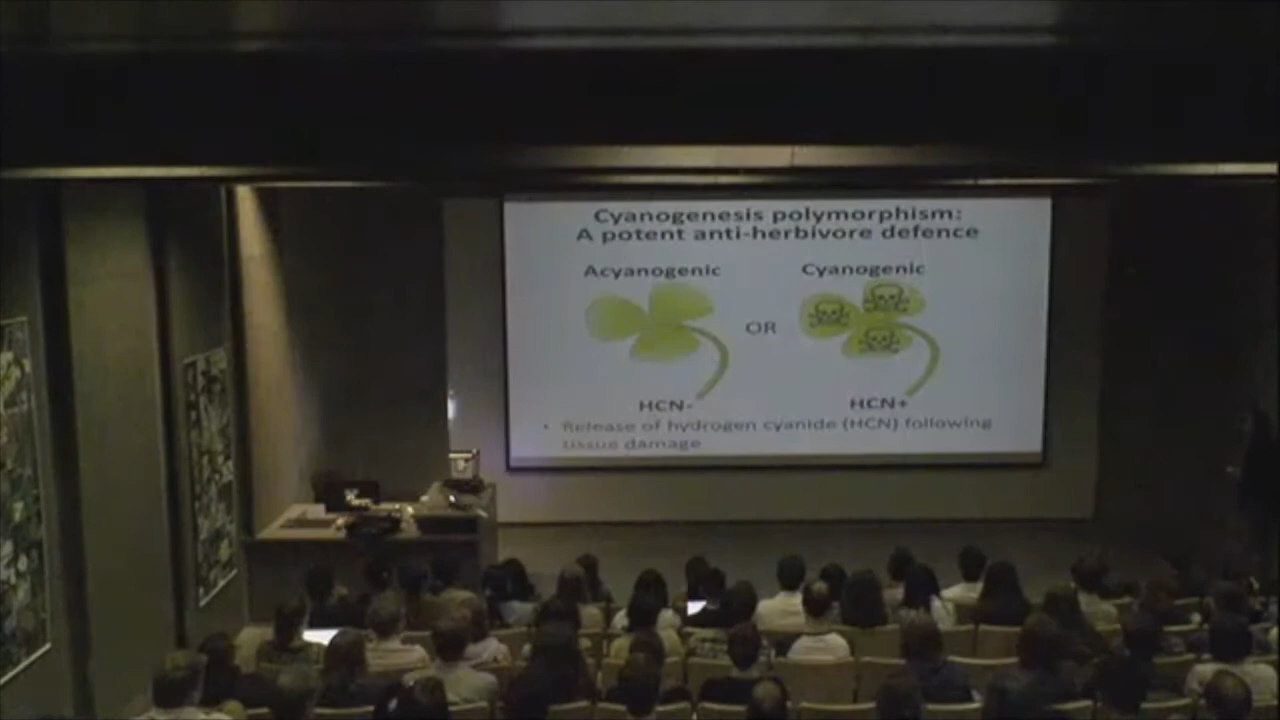 Cyanogenesis polymorphism:
A potent anti-herbivore defence
Acyanogenic
Cyanogenic
OR
HCN-
HCN+
• Release of hydrogen cyanide (HCN) following
tissue damage